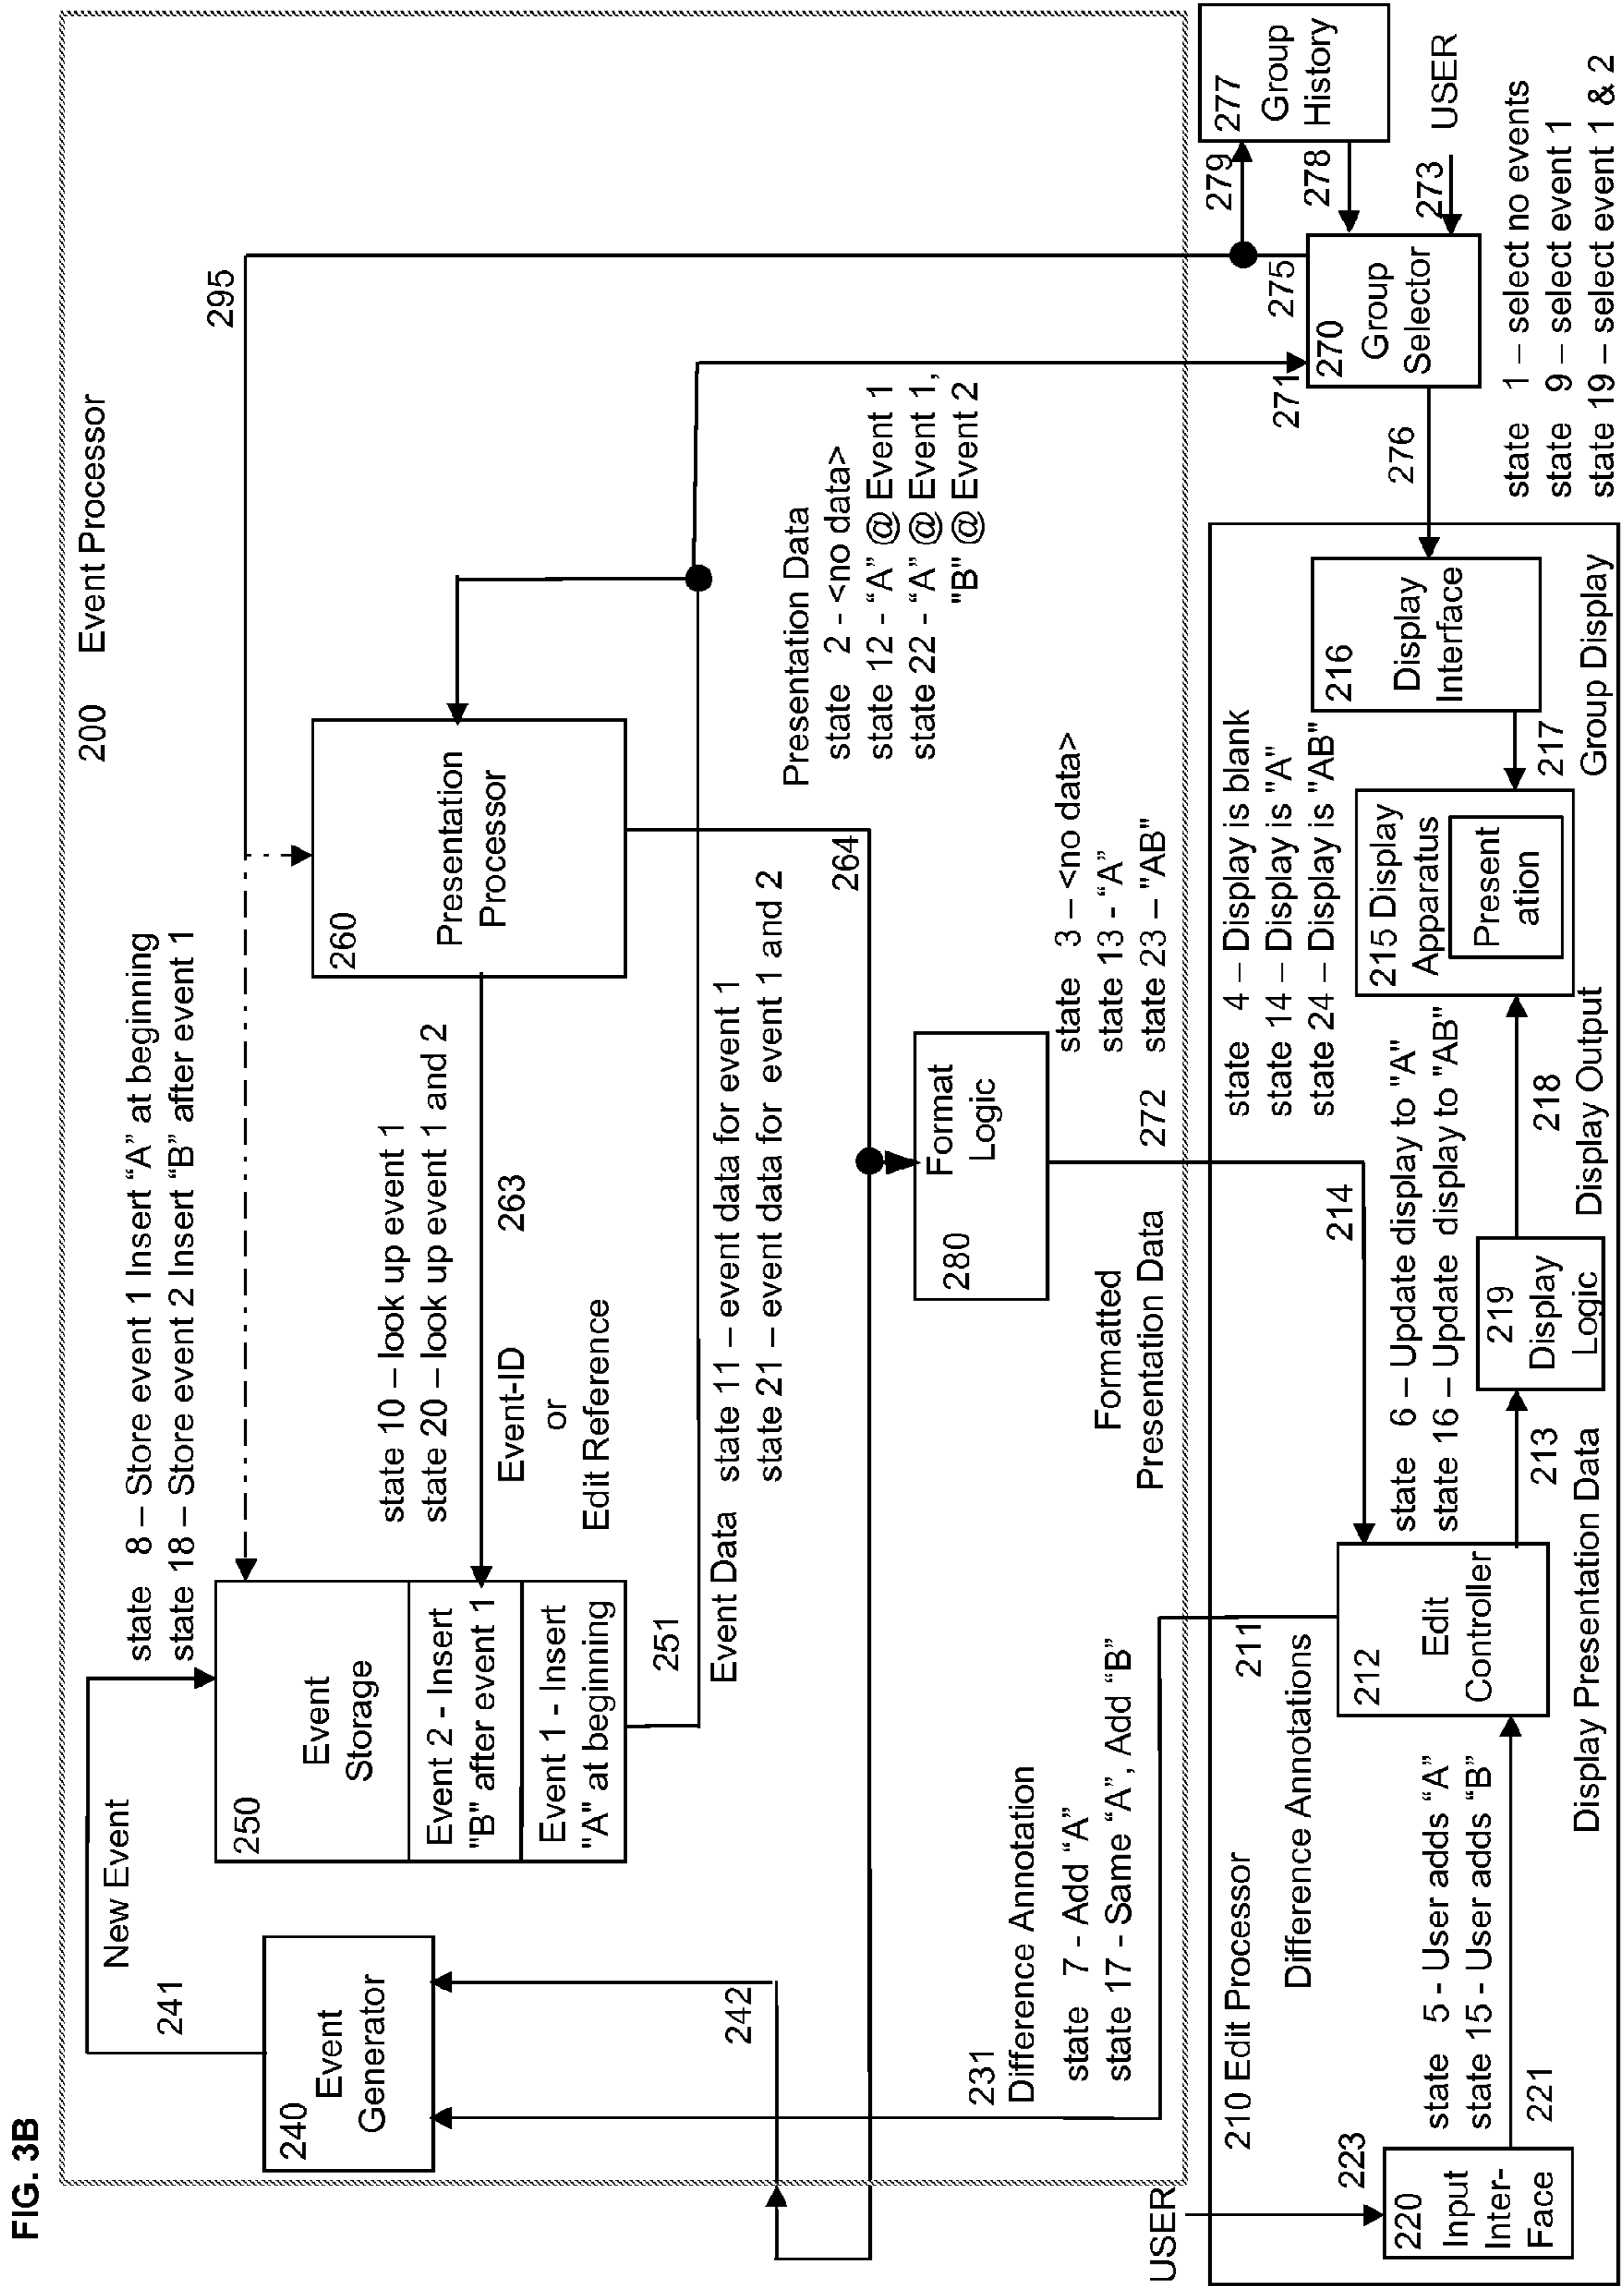 FIG. 3B
200 Event Processor
295
241
New Event
state 8 – Store event 1 Insert “A” at beginning
state 18 – Store event 2 Insert “B” after event 1
240
Event
Generator
250
Event
Storage
Event 2 - Insert
"B" after event 1
Event 1 - Insert
"A" at beginning
state 10 – look up event 1
state 20 – look up event 1 and 2
263
Event-ID
or
Edit Reference
260
Presentation
Processor
251
Event Data
state 11 – event data for event 1
state 21 – event data for event 1 and 2
242
264
Presentation Data
state 2 - <no data>
state 12 - “A” @ Event 1
state 22 - “A” @ Event 1,
"B" @ Event 2
231
Difference Annotation
state 7 - Add “A”
state 17 - Same “A”, Add “B”
280
Format
Logic
Formatted
Presentation Data
272
state 3 – <no data>
state 13 - “A”
state 23 – "AB"
279
277
Group
History
278
271
275
270
Group
Selector
273
USER
276
state 1 – select no events
state 9 – select event 1
state 19 – select event 1 & 2
USER
223
210 Edit Processor
Difference Annotations
211
214
state 4 – Display is blank
state 14 – Display is "A"
state 24 – Display is "AB"
220
Input
Inter-
Face
state 5 - User adds “A”
state 15 - User adds “B”
221
212
Edit
Controller
state 6 – Update display to "A"
state 16 – Update display to "AB"
213
Display Presentation Data
219
Display
Logic
218
Display Output
215 Display
Apparatus
Present
ation
217
216
Display
Interface
Group Display